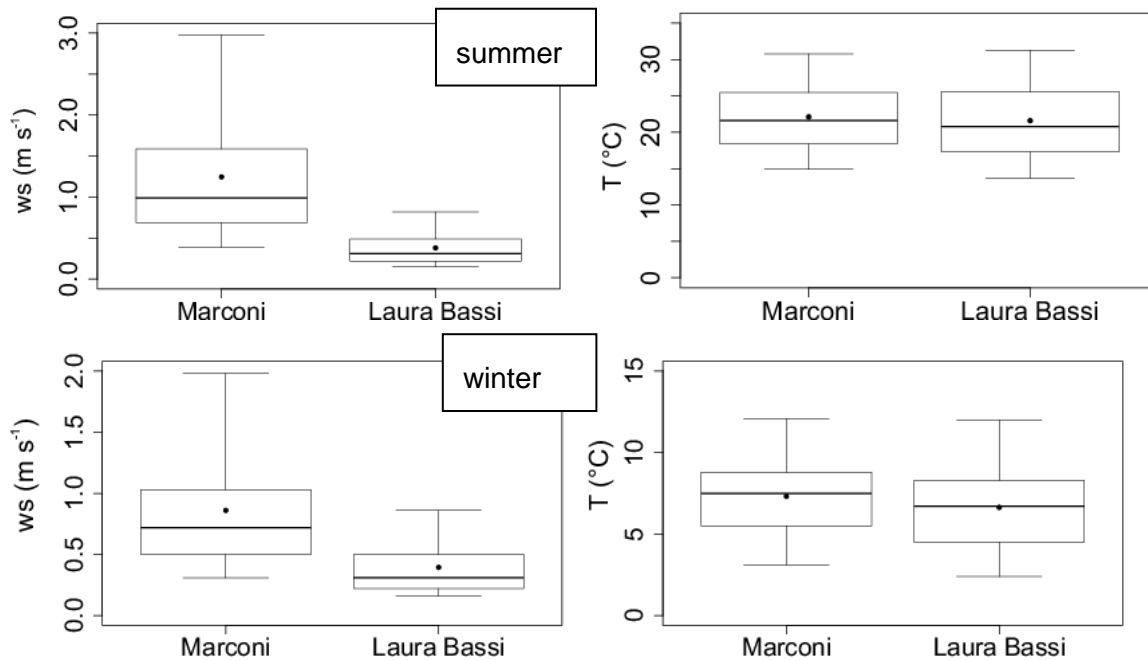 summer
ws (m s⁻¹)
3.0
2.0
1.0
0.0
Marconi Laura Bassi
T (°C)
30
20
10
0
Marconi Laura Bassi
winter
ws (m s⁻¹)
2.0
1.5
1.0
0.5
0.0
Marconi Laura Bassi
T (°C)
15
10
5
0
Marconi Laura Bassi